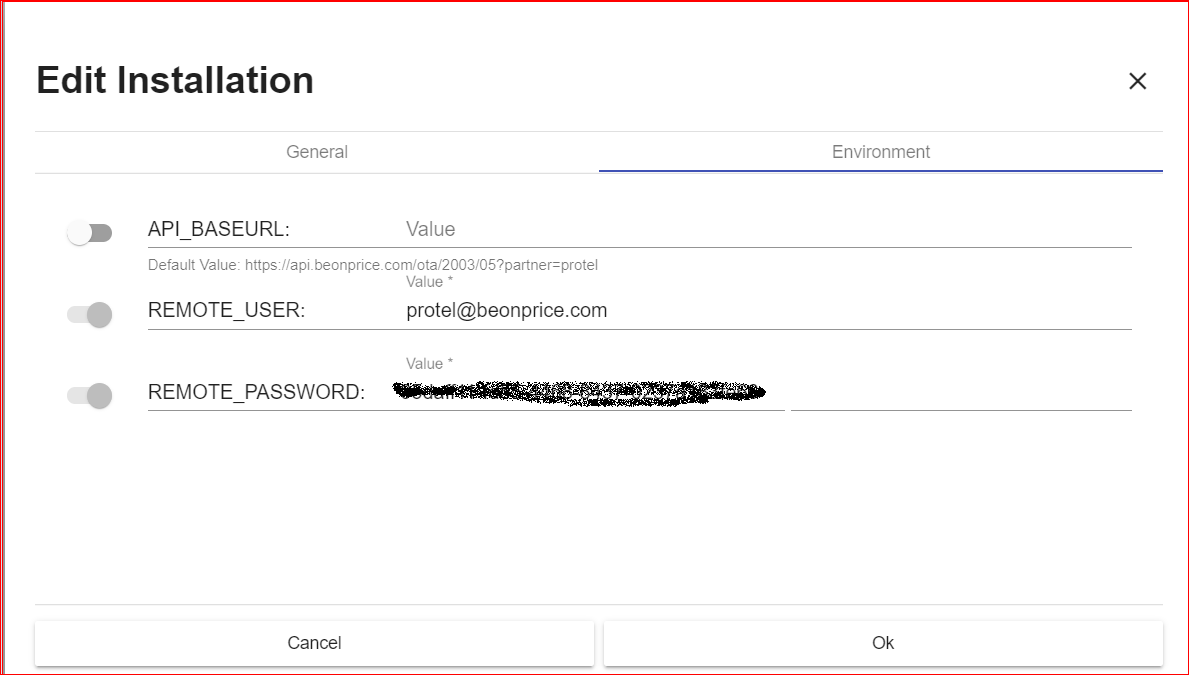 Edit Installation
General
Environment
API_BASEURL:
Value
Default Value: https://api.beonprice.com/ota/2003/05?partner=protel
Value *
REMOTE_USER:
protel@beonprice.com
Value *
REMOTE_PASSWORD:
Cancel
Ok